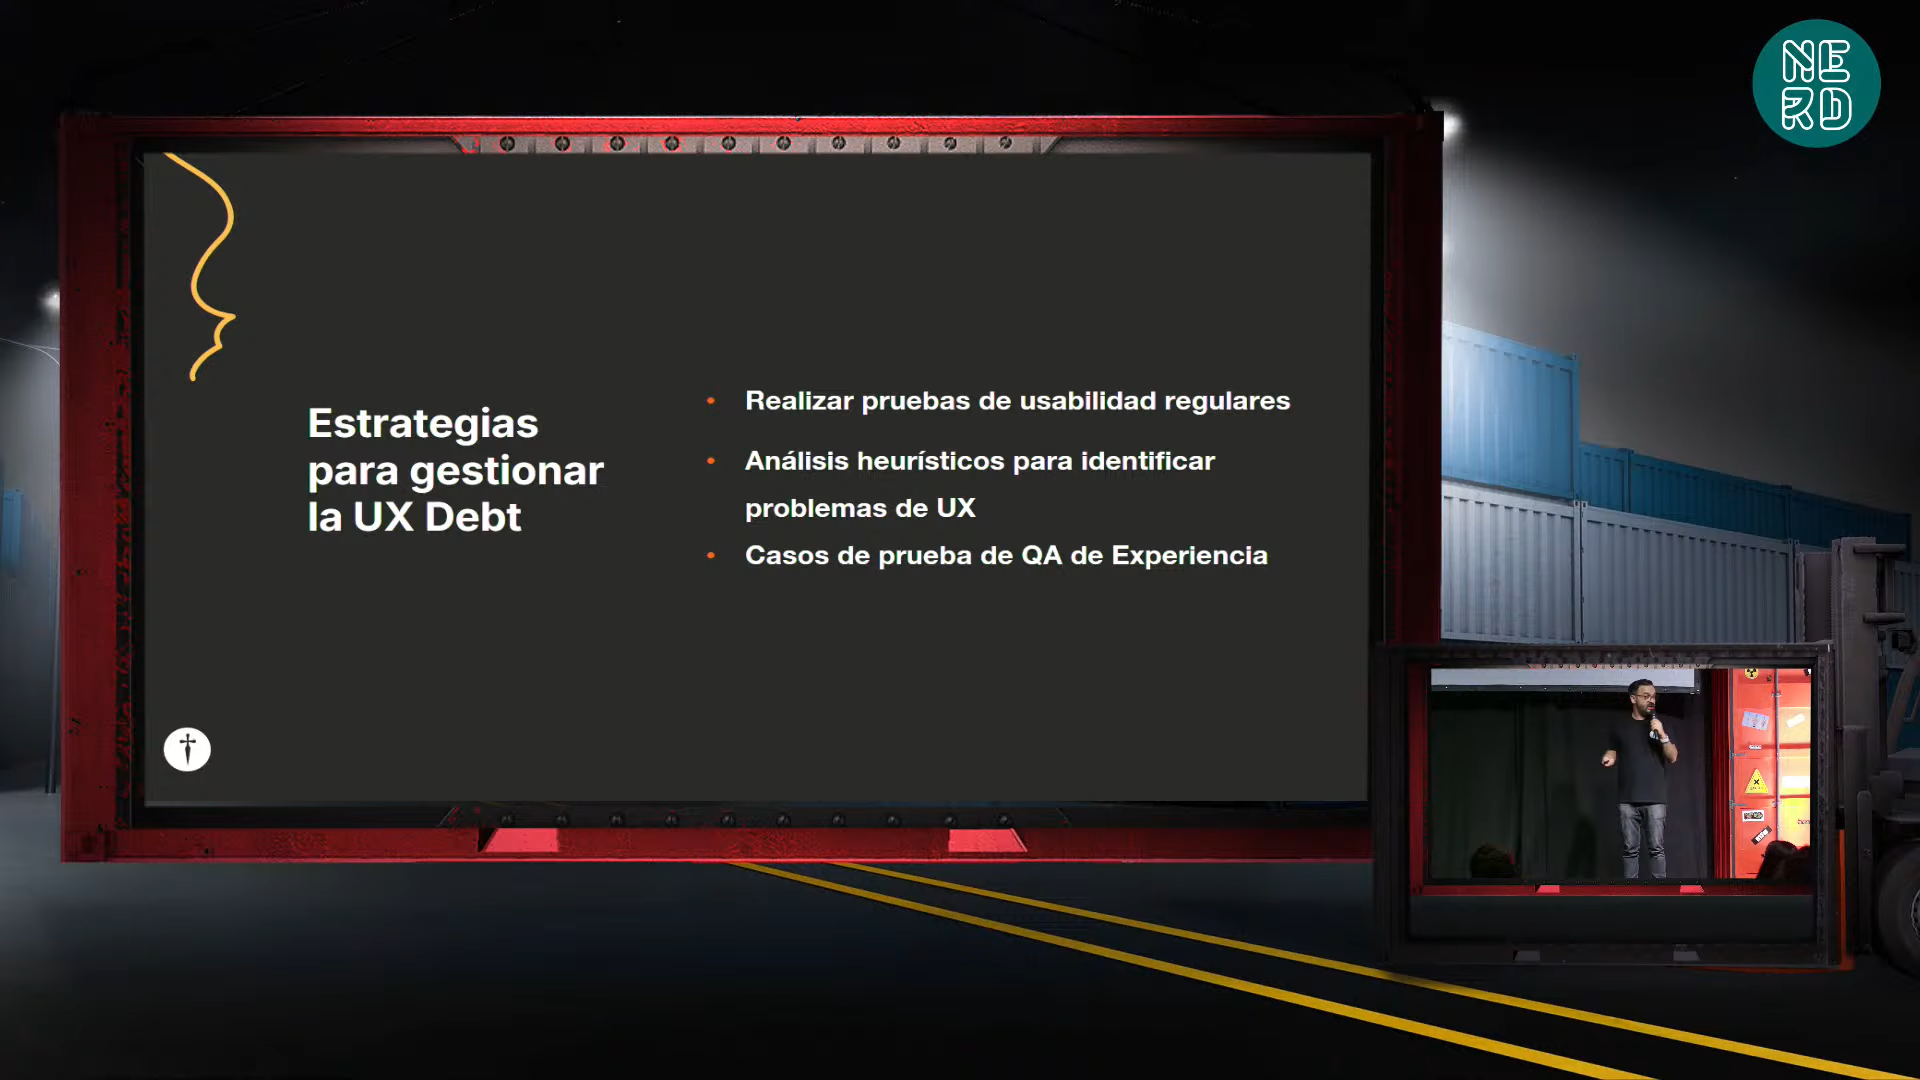 NE
RD
Estrategias
para gestionar
la UX Debt
• Realizar pruebas de usabilidad regulares
• Análisis heurísticos para identificar
problemas de UX
• Casos de prueba de QA de Experiencia